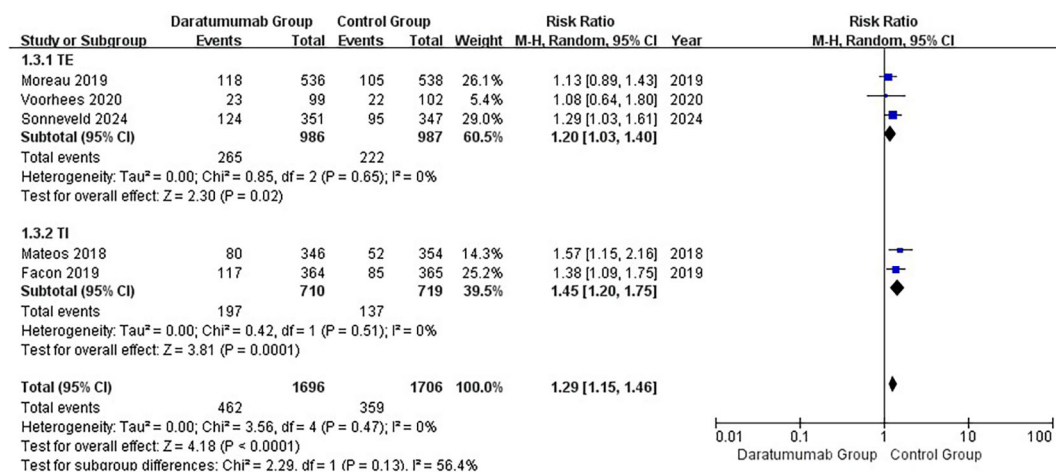 Daratumumab Group Control Group Risk Ratio Risk Ratio
Study or Subgroup Events Total Events Total Weight M-H, Random, 95% CI Year M-H, Random, 95% CI
1.3.1 TE
Moreau 2019 118 536 105 538 26.1% 1.13 [0.89, 1.43] 2019
Voorhees 2020 23 99 22 102 5.4% 1.08 [0.64, 1.80] 2020
Sonneveld 2024 124 351 95 347 29.0% 1.29 [1.03, 1.61] 2024
Subtotal (95% CI) 986 987 60.5% 1.20 [1.03, 1.40]
Total events 265 222
Heterogeneity: Tau² = 0.00; Chi² = 0.85, df = 2 (P = 0.65); I² = 0%
Test for overall effect: Z = 2.30 (P = 0.02)
1.3.2 TI
Mateos 2018 80 346 52 354 14.3% 1.57 [1.15, 2.16] 2018
Facon 2019 117 364 85 365 25.2% 1.38 [1.09, 1.75] 2019
Subtotal (95% CI) 710 719 39.5% 1.45 [1.20, 1.75]
Total events 197 137
Heterogeneity: Tau² = 0.00; Chi² = 0.42, df = 1 (P = 0.51); I² = 0%
Test for overall effect: Z = 3.81 (P = 0.0001)
Total (95% CI) 1696 1706 100.0% 1.29 [1.15, 1.46]
Total events 462 359
Heterogeneity: Tau² = 0.00; Chi² = 3.56, df = 4 (P = 0.47); I² = 0%
Test for overall effect: Z = 4.18 (P < 0.0001)
Test for subgroup differences: Chi² = 2.29, df = 1 (P = 0.13), I² = 56.4%
0.01 0.1 1 10 100
Daratumumab Group Control Group